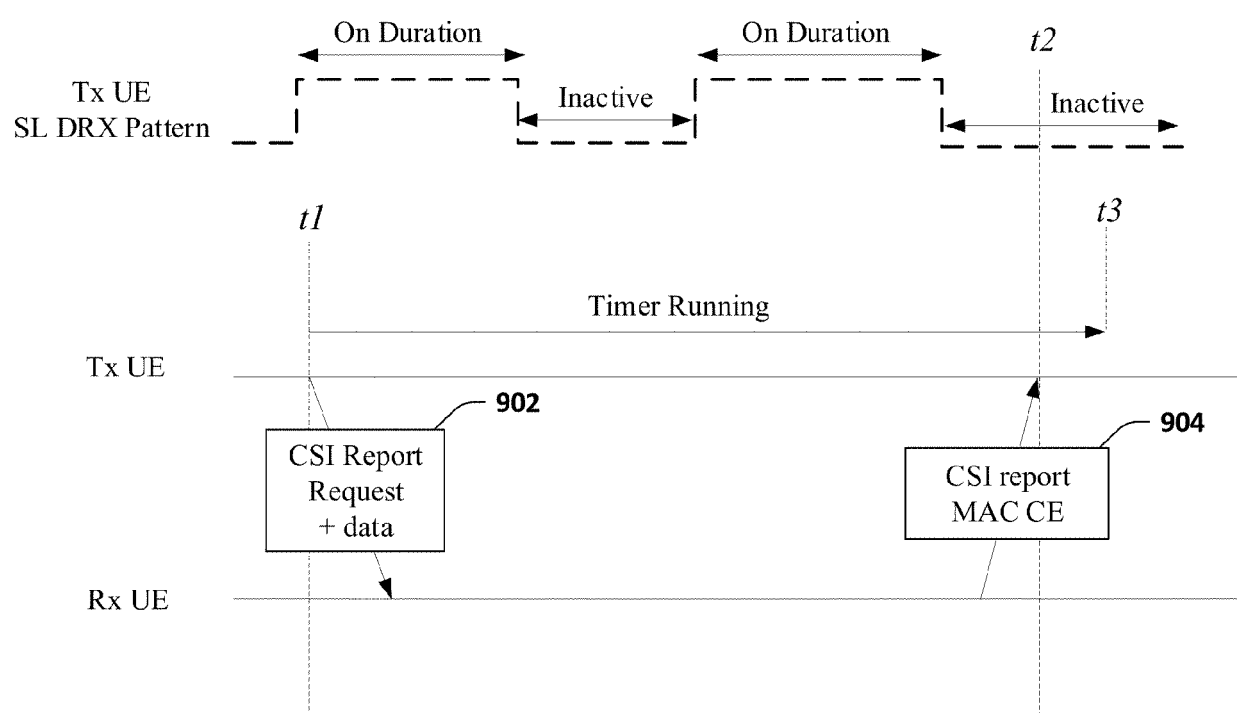 On Duration
On Duration
t2
Tx UE
SL DRX Pattern
Inactive
Inactive
t1
t3
Timer Running
Tx UE
902
904
CSI Report
Request
+ data
CSI report
MAC CE
Rx UE